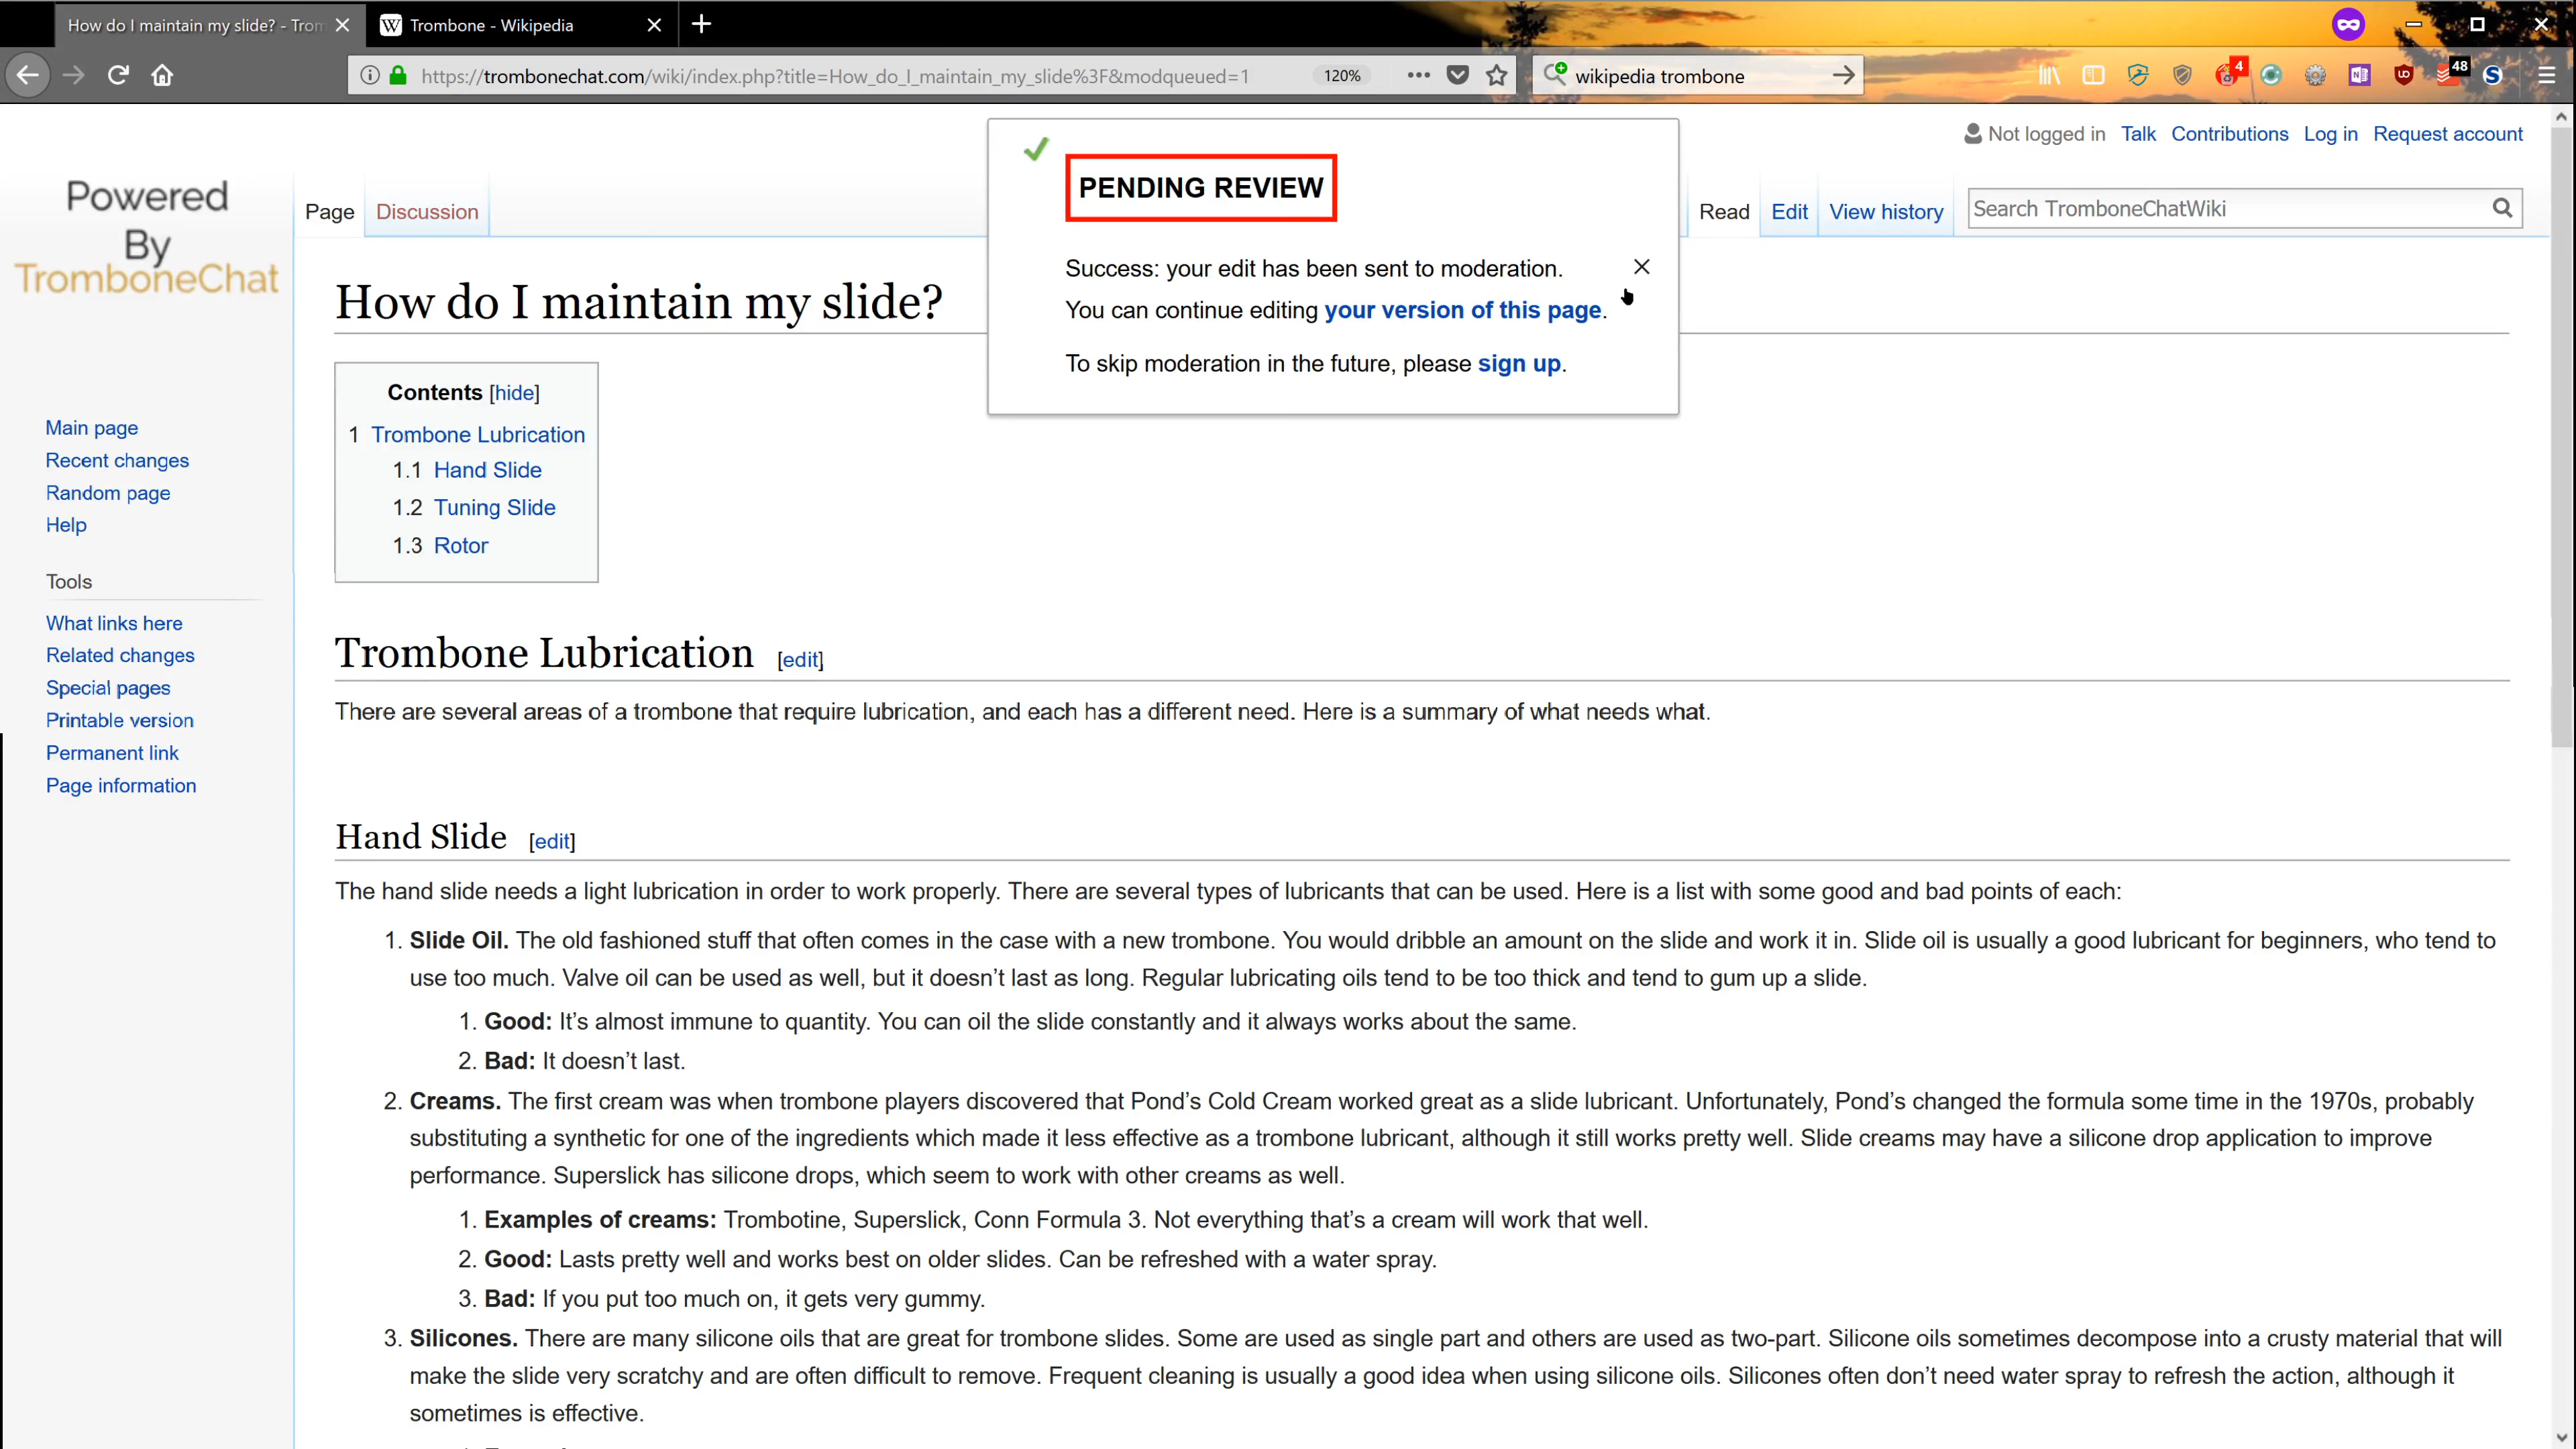 How do I maintain my slide? - Trom
Trombone - Wikipedia
https://trombonechat.com/wiki/index.php?title=How_do_I_maintain_my_slide%3F&modqueued=1
120%
wikipedia trombone
4
48
Not logged in Talk Contributions Log in Request account
Powered
By
TromboneChat
Page
Discussion
PENDING REVIEW
Success: your edit has been sent to moderation.
You can continue editing your version of this page.
To skip moderation in the future, please sign up.
Read
Edit
View history
Search TromboneChatWiki
How do I maintain my slide?
Contents [hide]
1 Trombone Lubrication
1.1 Hand Slide
1.2 Tuning Slide
1.3 Rotor
Main page
Recent changes
Random page
Help
Tools
What links here
Related changes
Special pages
Printable version
Permanent link
Page information
Trombone Lubrication [edit]
There are several areas of a trombone that require lubrication, and each has a different need. Here is a summary of what needs what.
Hand Slide [edit]
The hand slide needs a light lubrication in order to work properly. There are several types of lubricants that can be used. Here is a list with some good and bad points of each:
1. Slide Oil. The old fashioned stuff that often comes in the case with a new trombone. You would dribble an amount on the slide and work it in. Slide oil is usually a good lubricant for beginners, who tend to
use too much. Valve oil can be used as well, but it doesn't last as long. Regular lubricating oils tend to be too thick and tend to gum up a slide.
1. Good: It's almost immune to quantity. You can oil the slide constantly and it always works about the same.
2. Bad: It doesn't last.
2. Creams. The first cream was when trombone players discovered that Pond's Cold Cream worked great as a slide lubricant. Unfortunately, Pond's changed the formula some time in the 1970s, probably
substituting a synthetic for one of the ingredients which made it less effective as a trombone lubricant, although it still works pretty well. Slide creams may have a silicone drop application to improve
performance. Superslick has silicone drops, which seem to work with other creams as well.
1. Examples of creams: Trombotine, Superslick, Conn Formula 3. Not everything that's a cream will work that well.
2. Good: Lasts pretty well and works best on older slides. Can be refreshed with a water spray.
3. Bad: If you put too much on, it gets very gummy.
3. Silicones. There are many silicone oils that are great for trombone slides. Some are used as single part and others are used as two-part. Silicone oils sometimes decompose into a crusty material that will
make the slide very scratchy and are often difficult to remove. Frequent cleaning is usually a good idea when using silicone oils. Silicones often don't need water spray to refresh the action, although it
sometimes is effective.